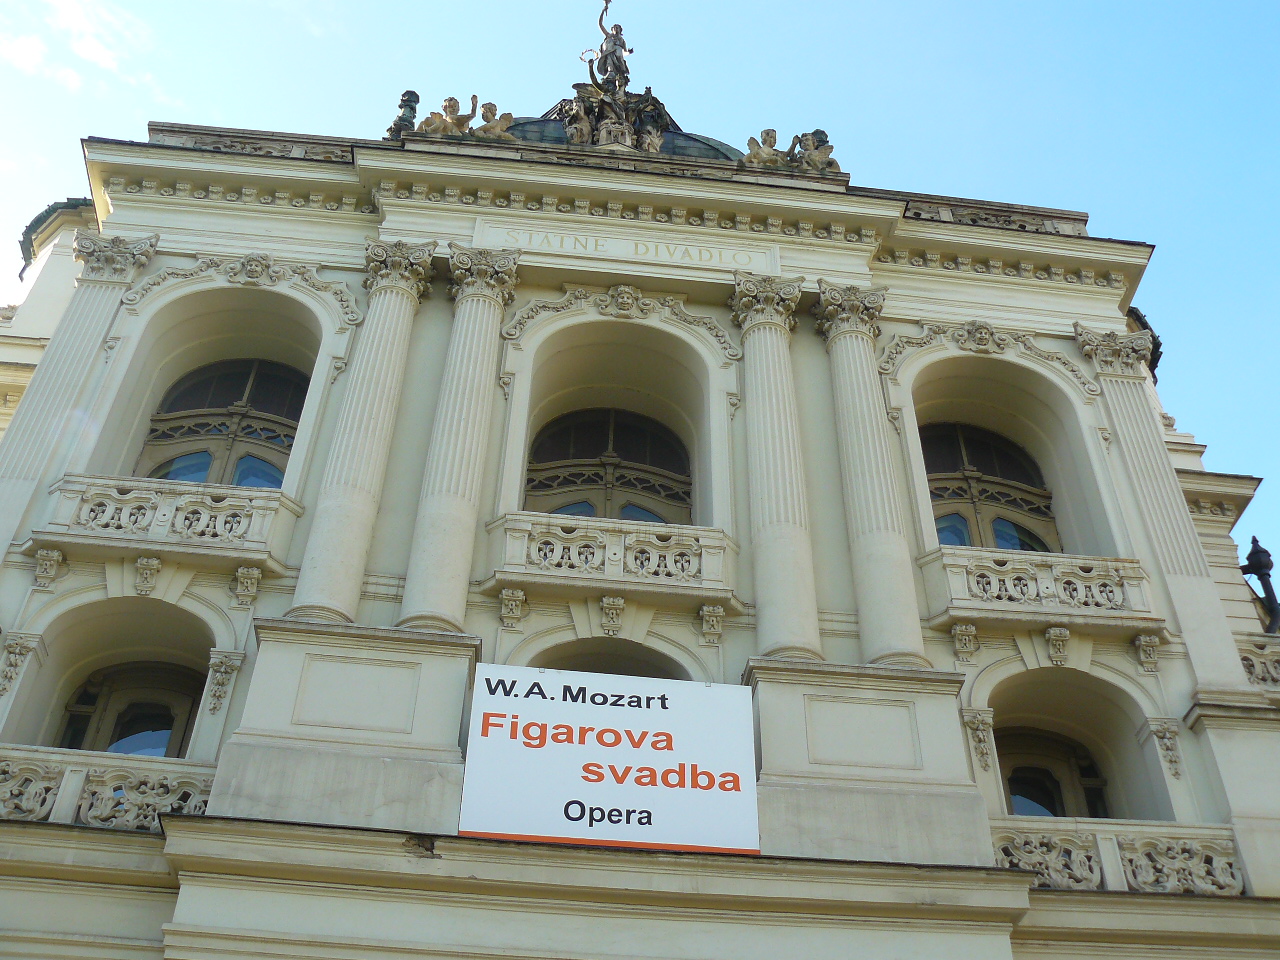 ŠTÁTNE DIVADLO
W.A. Mozart
Figarova
svadba
Opera